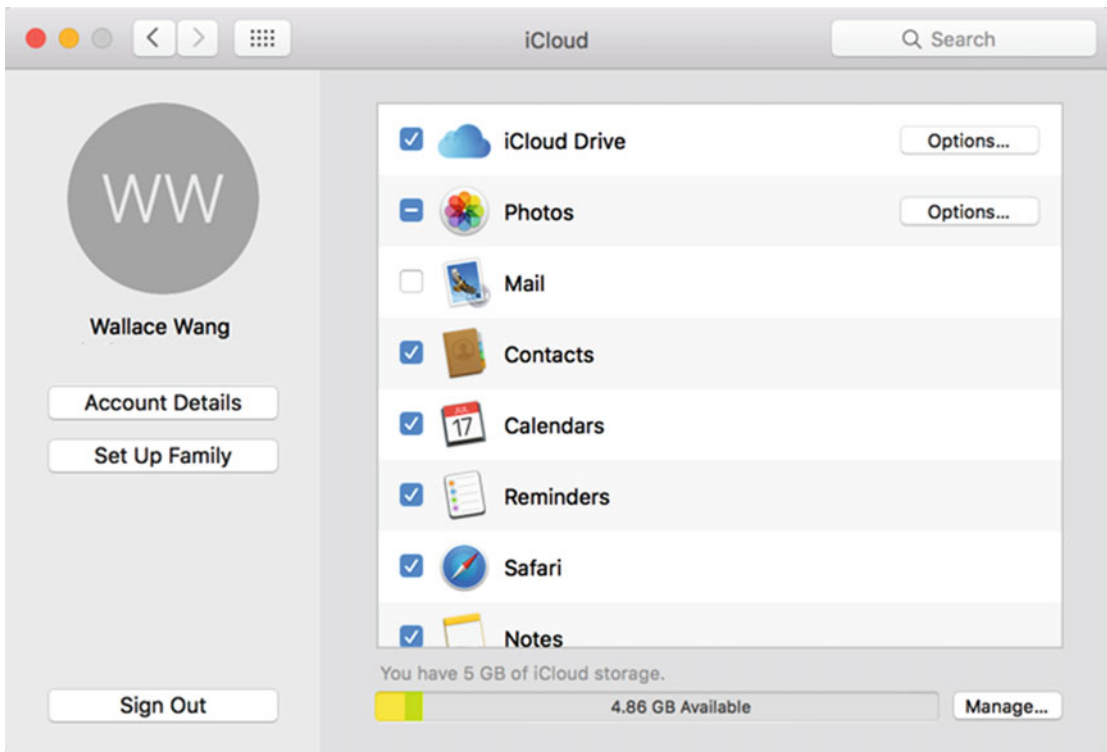 iCloud
Search
WW
Wallace Wang
Account Details
Set Up Family
Sign Out
iCloud Drive
Options...
Photos
Options...
Mail
Contacts
JUL
17
Calendars
Reminders
Safari
Notes
You have 5 GB of iCloud storage.
4.86 GB Available
Manage...